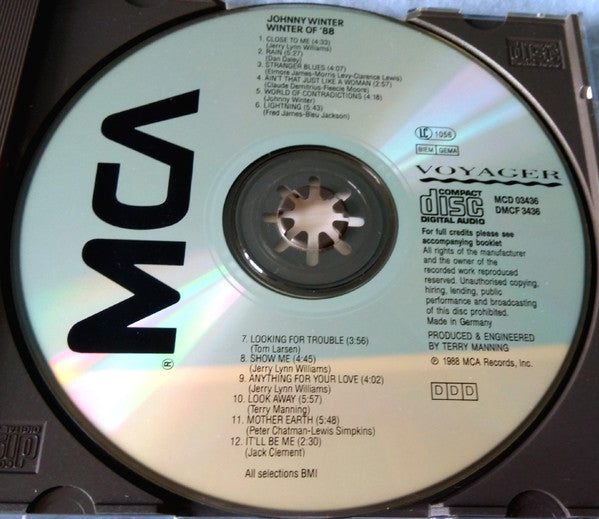 JOHNNY WINTER
WINTER OF '88
1. CLOSE TO ME (4:33)
(Jerry Lynn Williams)
2. RAIN (5:27)
(Dan Daley)
3. STRANGER BLUES (4:07)
(Elmore James-Morris Levy-Clarence Lewis)
4. AIN'T THAT JUST LIKE A WOMAN (2:57)
(Claude Demitrius-Fleecie Moore)
5. WORLD OF CONTRADICTIONS (4:18)
(Johnny Winter)
6. LIGHTNING (5:43)
(Fred James-Bleu Jackson)
MCA
®
LC 1056
BIEM GEMA
VOYAGER
COMPACT
disc
DIGITAL AUDIO
MCD 03436
DMCF 3436
For full credits please see
accompanying booklet
All rights of the manufacturer
and the owner of the
recorded work reproduced
reserved. Unauthorised copying,
hiring, lending, public
performance and broadcasting
of this disc prohibited.
Made in Germany
PRODUCED & ENGINEERED
BY TERRY MANNING
℗ 1988 MCA Records, Inc.
DDD
7. LOOKING FOR TROUBLE (3:56)
(Tom Larsen)
8. SHOW ME (4:45)
(Jerry Lynn Williams)
9. ANYTHING FOR YOUR LOVE (4:02)
(Jerry Lynn Williams)
10. LOOK AWAY (5:57)
(Terry Manning)
11. MOTHER EARTH (5:48)
(Peter Chatman-Lewis Simpkins)
12. IT'LL BE ME (2:30)
(Jack Clement)
All selections BMI